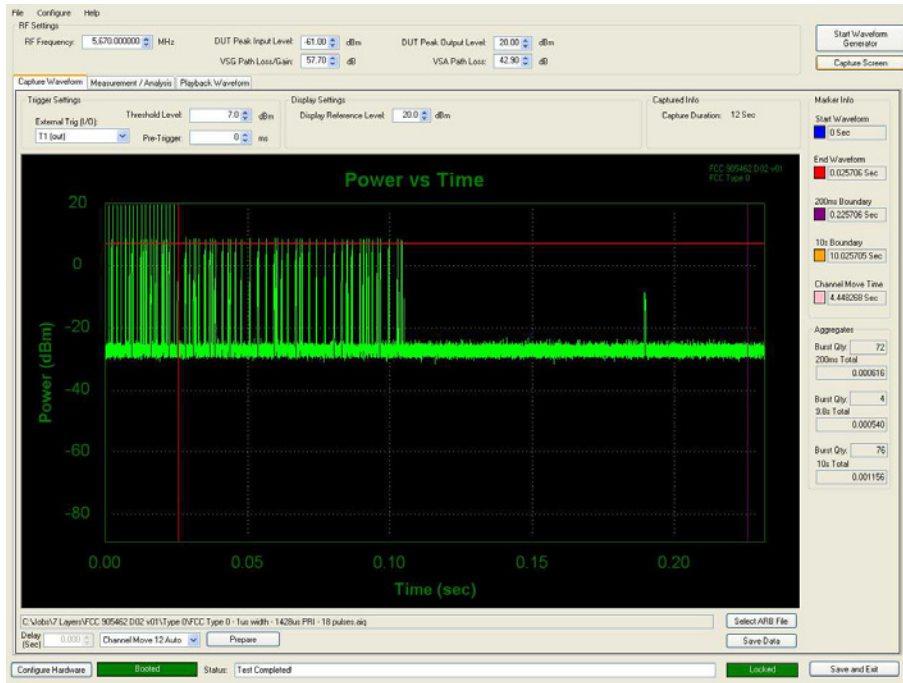 File Configure Help
RF Settings
RF Frequency: 5,670.000000 MHz
DUT Peak Input Level: -61.00 dBm
DUT Peak Output Level: 20.00 dBm
VSG Path Loss/Gain: 57.70 dB
VSA Path Loss: 42.90 dB
Start Waveform Generator
Capture Screen
Capture Waveform Measurement / Analysis Playback Waveform
Trigger Settings
External Trig (I/O):
T1 (out)
Threshold Level: 7.0 dBm
Pre-Trigger: 0 ms
Display Settings
Display Reference Level: 20.0 dBm
Captured Info
Capture Duration: 12 Sec
Power vs Time
FCC 905462 D02 v01
FCC Type 0
Power (dBm)
20
0
-20
-40
-60
-80
0.00 0.05 0.10 0.15 0.20
Time (sec)
Marker Info
Start Waveform
0 Sec
End Waveform
0.025706 Sec
200ms Boundary
0.225706 Sec
10s Boundary
10.025705 Sec
Channel Move Time
4.448268 Sec
Aggregates
Burst Qty: 72
200ms Total
0.000616
Burst Qty: 4
9.8s Total
0.000540
Burst Qty: 76
10s Total
0.001156
C:\Jobs\7 Layers\FCC 905462 D02 v01\Type 0\FCC Type 0 - 1us width - 1428us PRI - 18 pulses.aiq
Select ARB File
Delay (Sec) 0.000 Channel Move 12 Auto Prepare
Save Data
Configure Hardware Booted Status: Test Completed! Locked Save and Exit